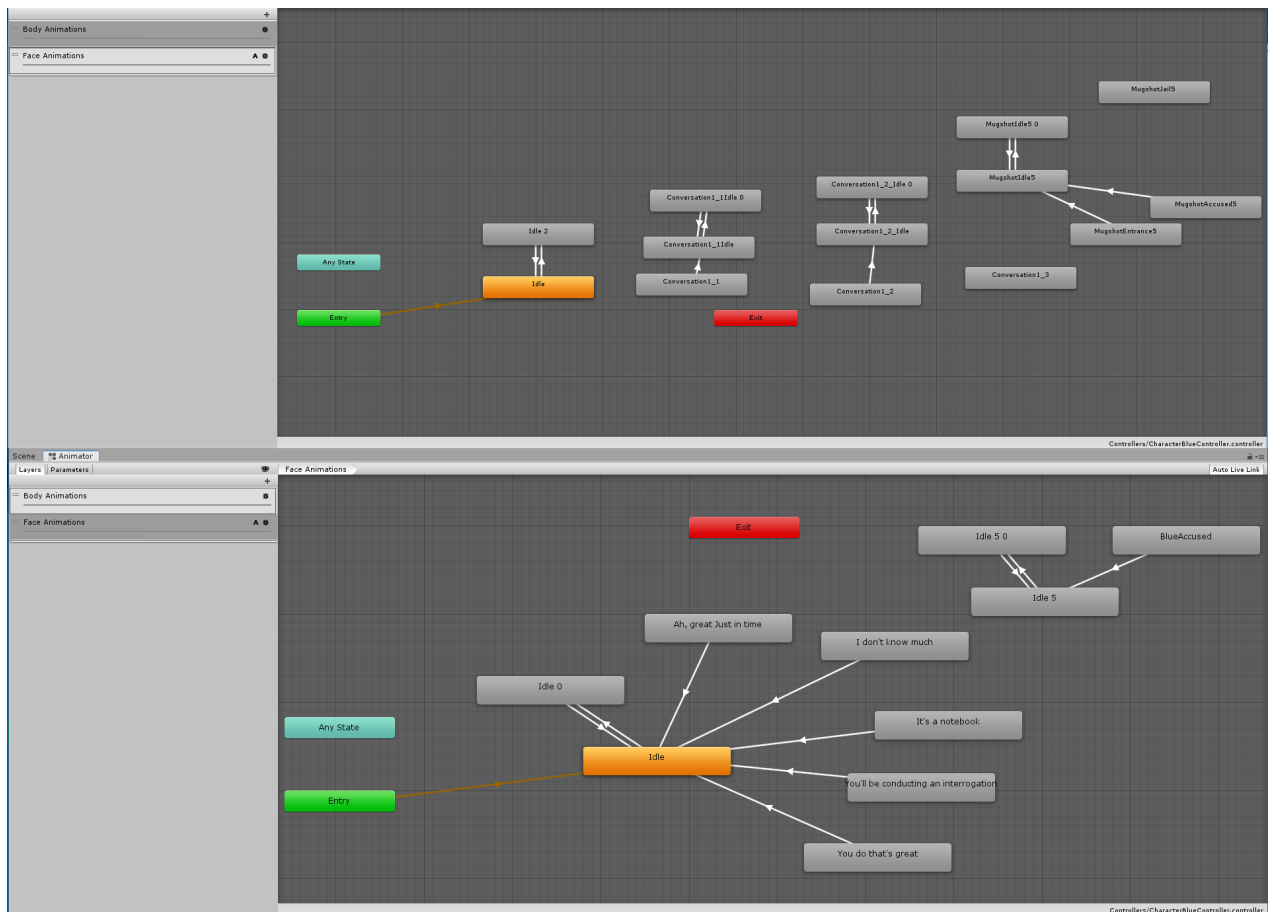 +
Body Animations
Face Animations A
MugshotJail5
MugshotIdle5 0
MugshotIdle5
MugshotAccused5
MugshotEntrance5
Conversation1_1Idle 0
Conversation1_2_Idle 0
Idle 2
Conversation1_1Idle
Conversation1_2_Idle
Any State
Idle
Conversation1_1
Conversation1_2
Conversation1_3
Entry
Exit
Controllers/CharacterBlueController.controller
Scene Animator
Layers Parameters Face Animations Auto Live Link
+
Body Animations
Face Animations A
Exit
Idle 5 0
BlueAccused
Idle 5
Ah, great Just in time
I don't know much
Idle 0
It's a notebook
Any State
Idle
You'll be conducting an interrogation
Entry
You do that's great
Controllers/CharacterBlueController.controller